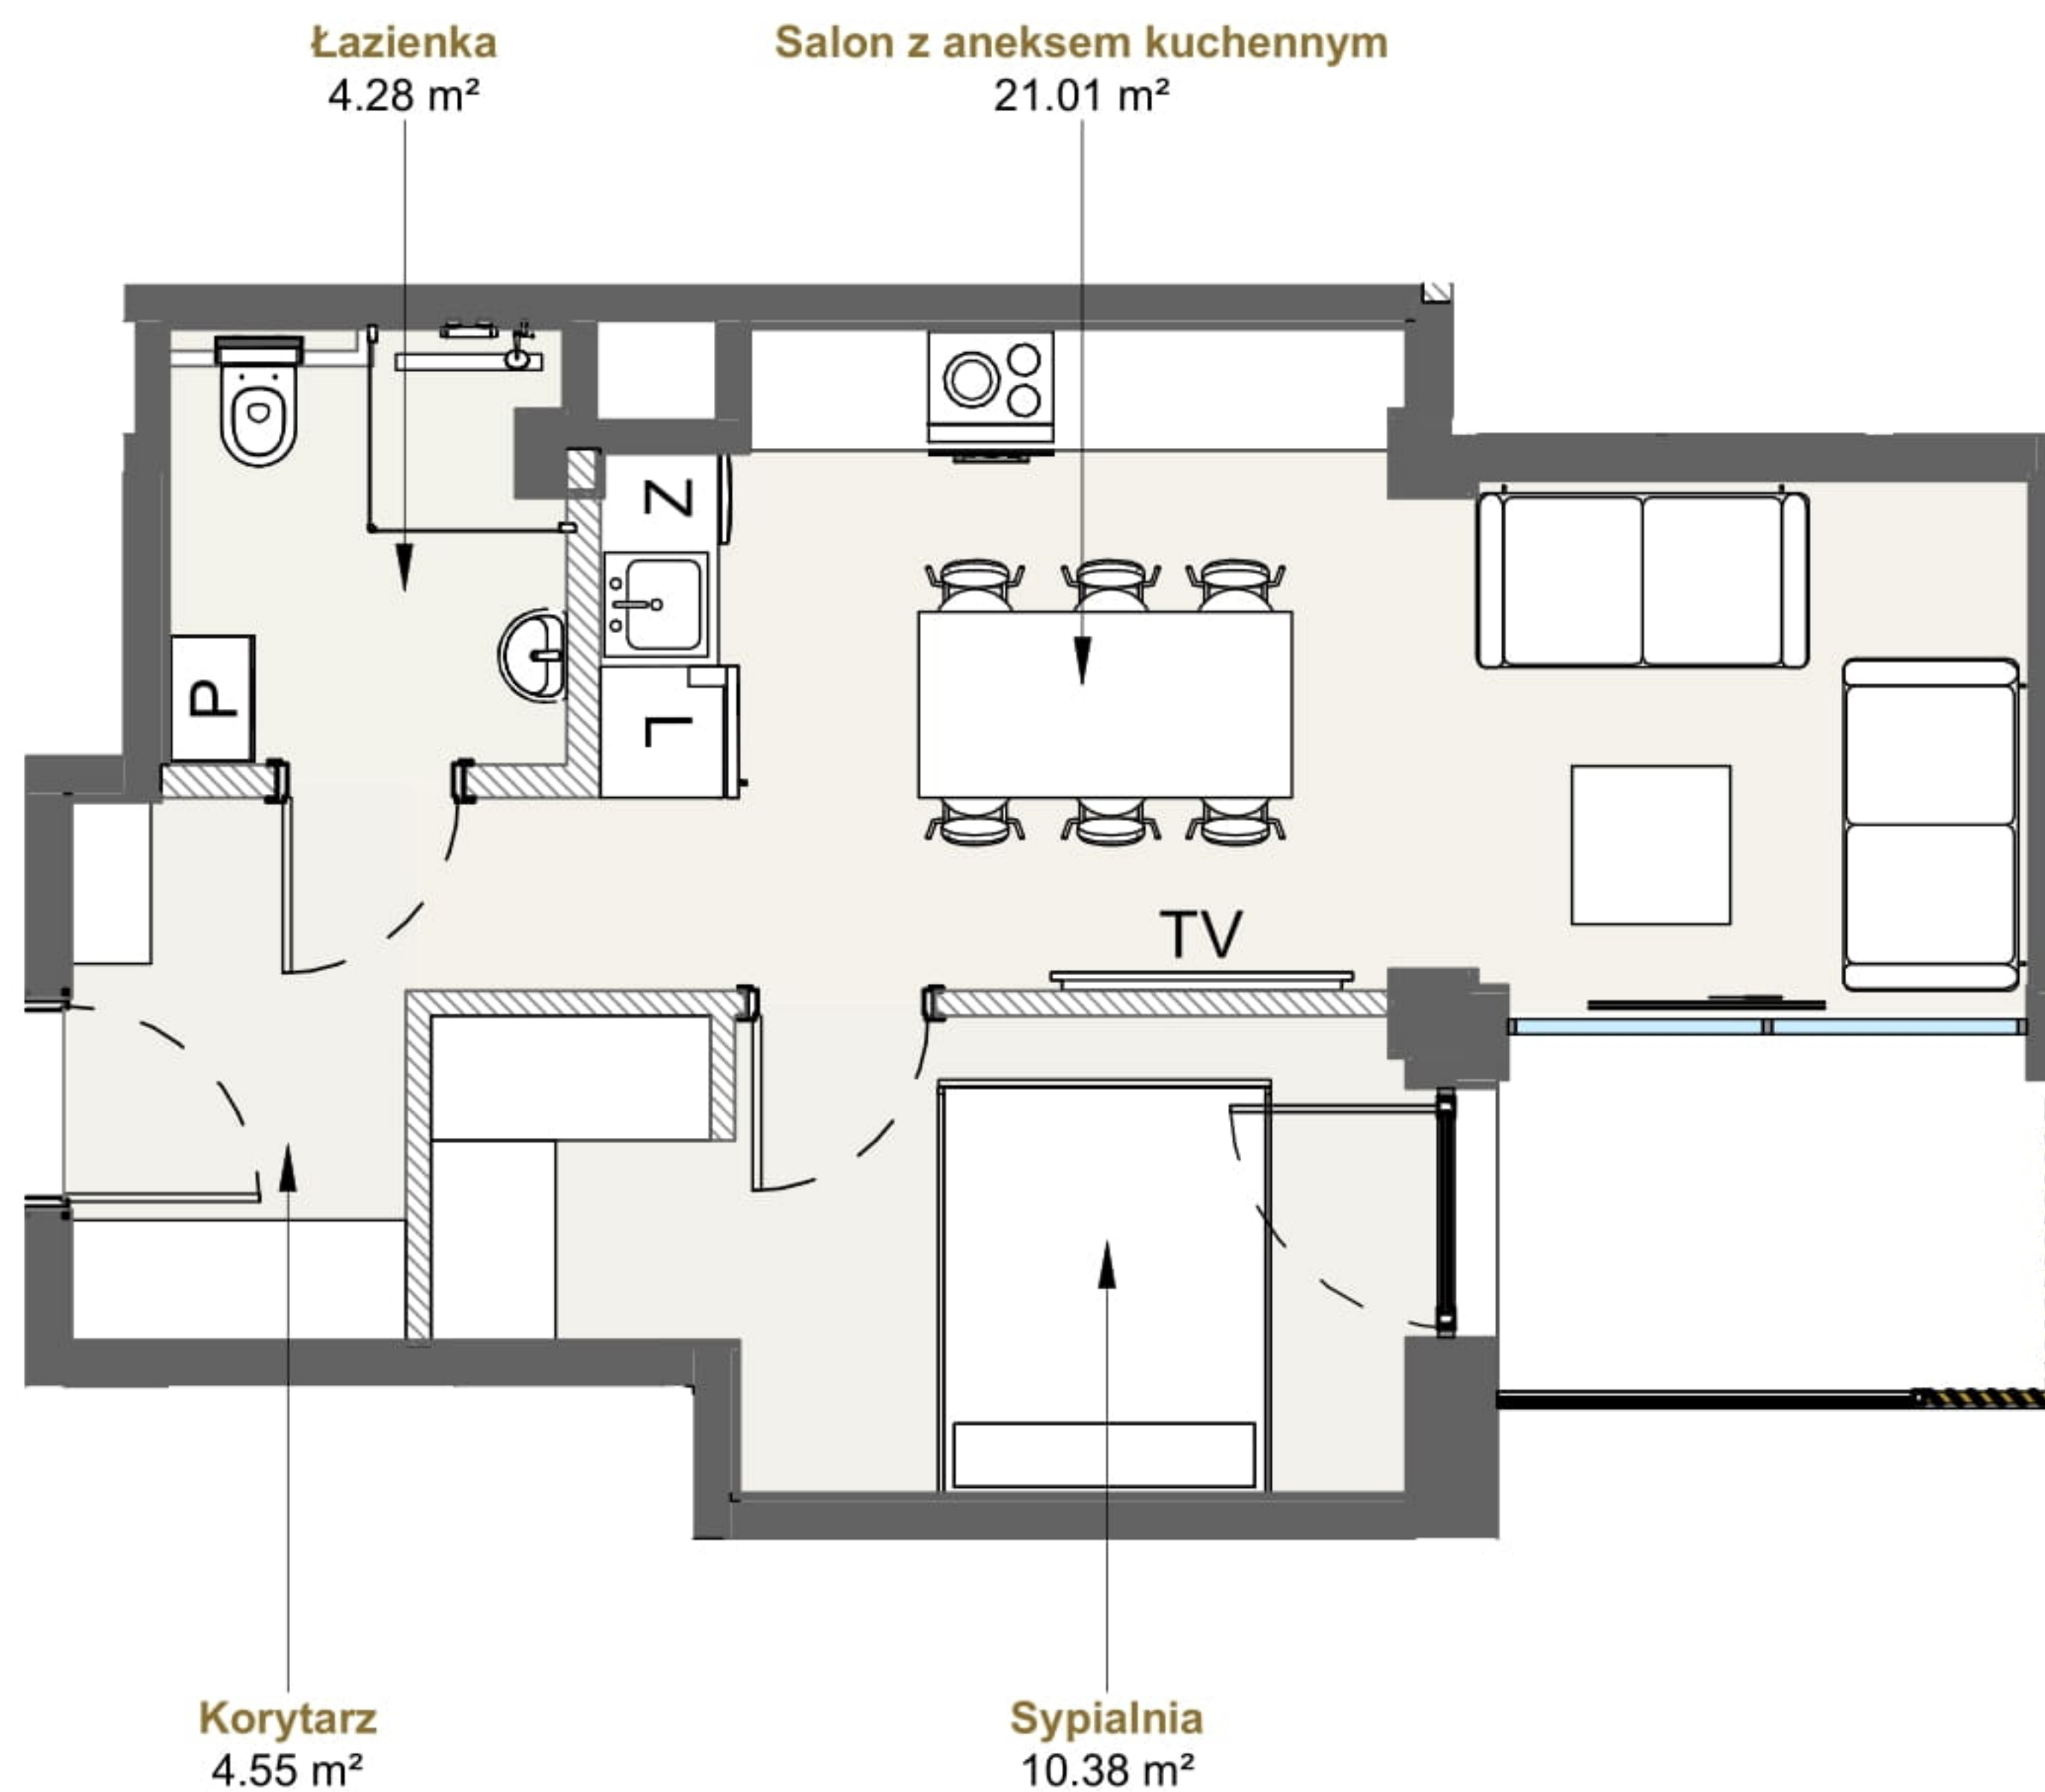 Łazienka
4.28 m²
Salon z aneksem kuchennym
21.01 m²
Z
P
L
TV
Korytarz
4.55 m²
Sypialnia
10.38 m²